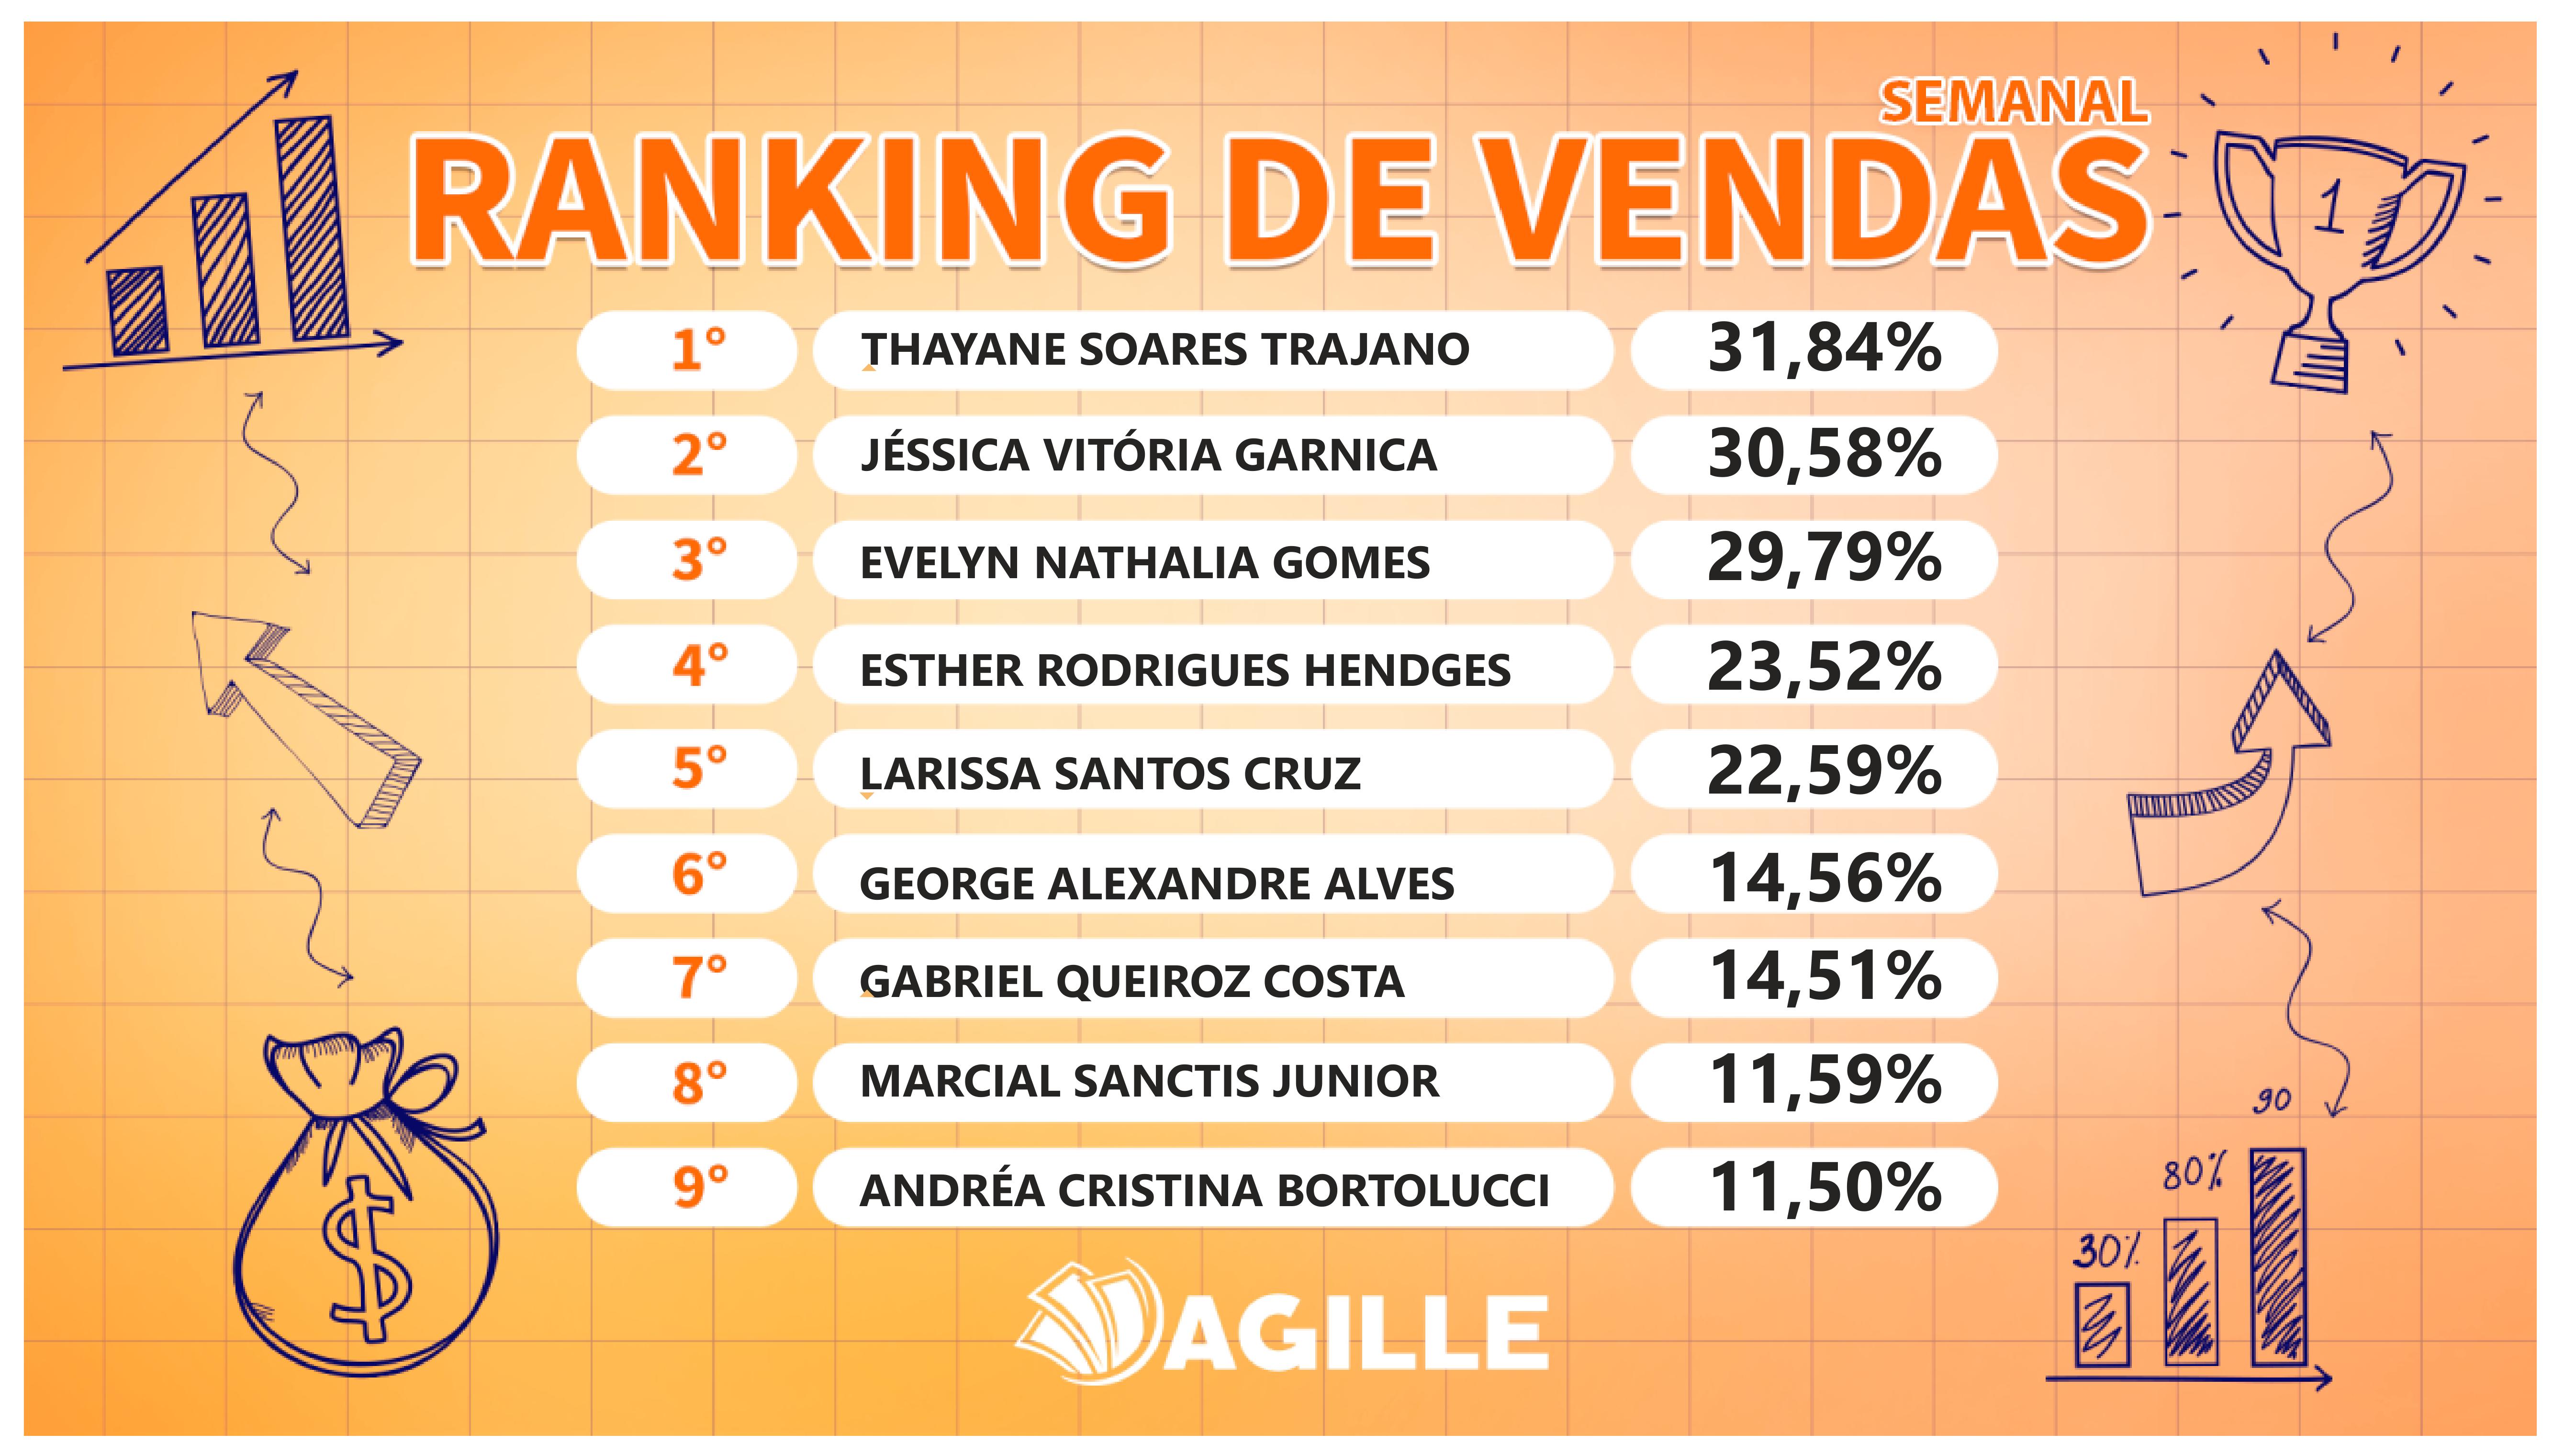 SEMANAL
RANKING DE VENDAS
1
1° THAYANE SOARES TRAJANO 31,84%
2° JÉSSICA VITÓRIA GARNICA 30,58%
3° EVELYN NATHALIA GOMES 29,79%
4° ESTHER RODRIGUES HENDGES 23,52%
5° LARISSA SANTOS CRUZ 22,59%
6° GEORGE ALEXANDRE ALVES 14,56%
7° GABRIEL QUEIROZ COSTA 14,51%
8° MARCIAL SANCTIS JUNIOR 11,59%
9° ANDRÉA CRISTINA BORTOLUCCI 11,50%
$
90
80%
30%
AGILLE